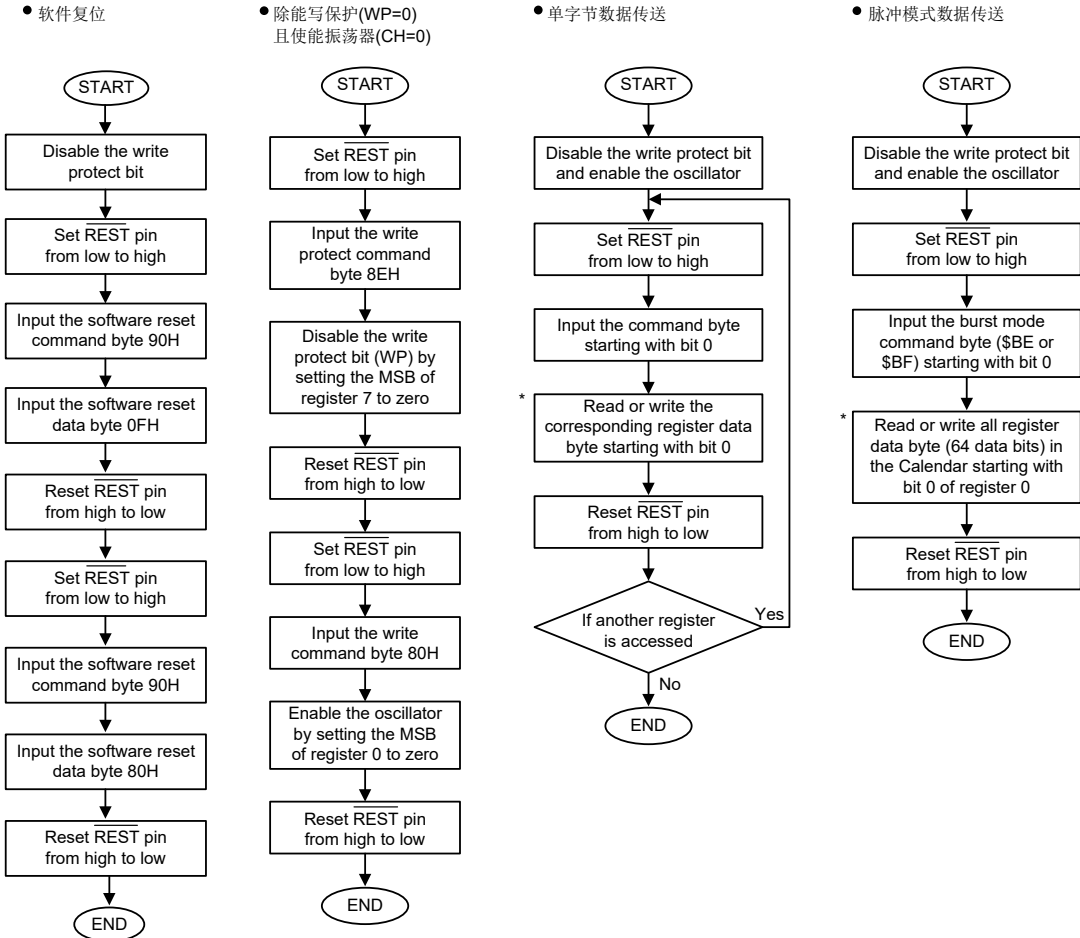 ● 软件复位
START
Disable the write
protect bit
Set REST pin
from low to high
Input the software reset
command byte 90H
Input the software reset
data byte 0FH
Reset REST pin
from high to low
Set REST pin
from low to high
Input the software reset
command byte 90H
Input the software reset
data byte 80H
Reset REST pin
from high to low
END
● 除能写保护(WP=0)
且使能振荡器(CH=0)
START
Set REST pin
from low to high
Input the write
protect command
byte 8EH
Disable the write
protect bit (WP) by
setting the MSB of
register 7 to zero
Reset REST pin
from high to low
Set REST pin
from low to high
Input the write
command byte 80H
Enable the oscillator
by setting the MSB
of register 0 to zero
Reset REST pin
from high to low
END
● 单字节数据传送
START
Disable the write protect bit
and enable the oscillator
Set REST pin
from low to high
Input the command byte
starting with bit 0
*
Read or write the
corresponding register data
byte starting with bit 0
Reset REST pin
from high to low
If another register
is accessed
Yes
No
END
● 脉冲模式数据传送
START
Disable the write protect bit
and enable the oscillator
Set REST pin
from low to high
Input the burst mode
command byte ($BE or
$BF) starting with bit 0
*
Read or write all register
data byte (64 data bits) in
the Calendar starting with
bit 0 of register 0
Reset REST pin
from high to low
END